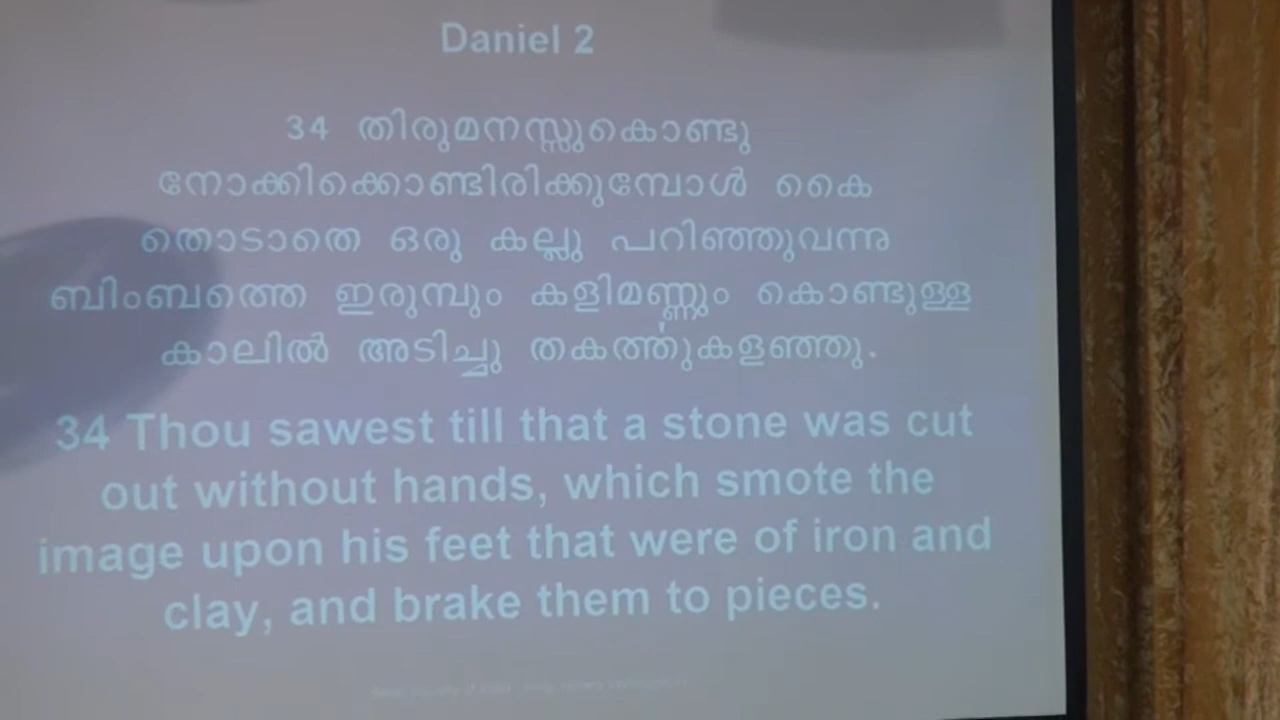 Daniel 2
34 തിരുമനസ്സുകൊണ്ടു
നോക്കിക്കൊണ്ടിരിക്കുമ്പോൾ കൈ
തൊടാതെ ഒരു കല്ലു പറിഞ്ഞുവന്നു
ബിംബത്തെ ഇരുമ്പും കളിമണ്ണും കൊണ്ടുള്ള
കാലിൽ അടിച്ചു തകർത്തുകളഞ്ഞു.
34 Thou sawest till that a stone was cut
out without hands, which smote the
image upon his feet that were of iron and
clay, and brake them to pieces.